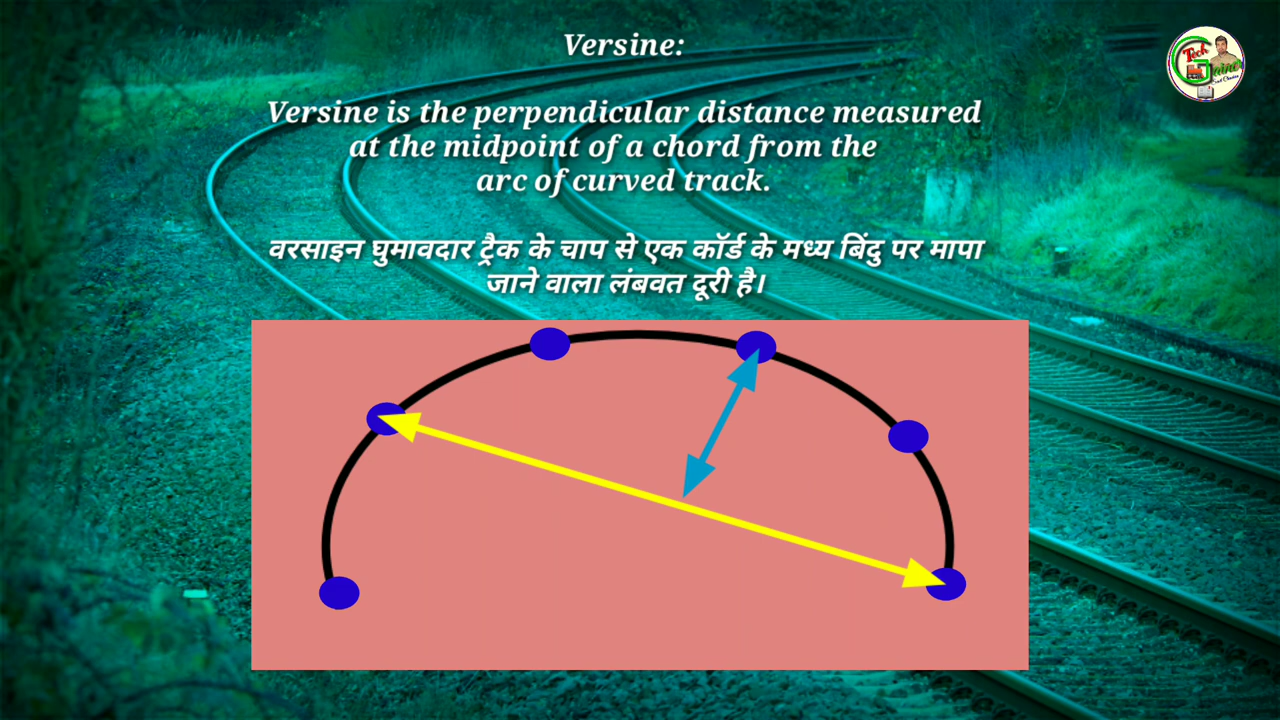 Versine:
Versine is the perpendicular distance measured
at the midpoint of a chord from the
arc of curved track.
वरसाइन घुमावदार ट्रैक के चाप से एक कॉर्ड के मध्य बिंदु पर मापा
जाने वाला लंबवत दूरी है।
Tech